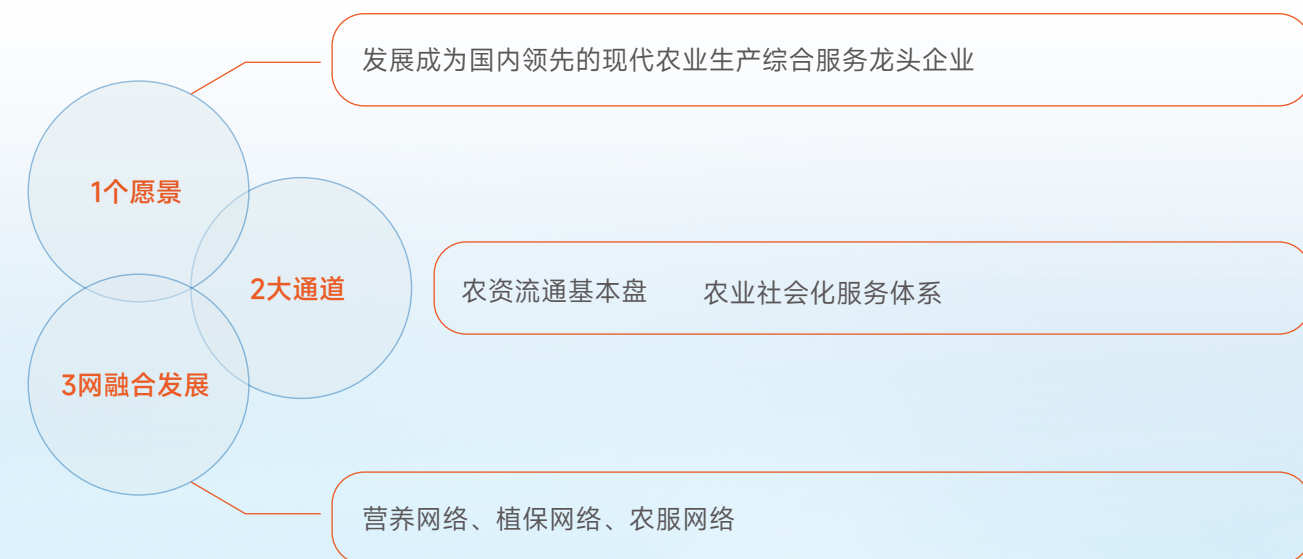 发展成为国内领先的现代农业生产综合服务龙头企业
1个愿景
2大通道
农资流通基本盘 农业社会化服务体系
3网融合发展
营养网络、植保网络、农服网络